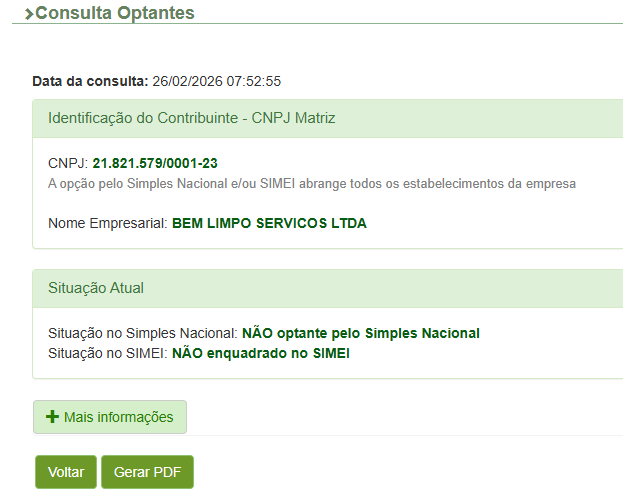 Consulta Optantes
Data da consulta: 26/02/2026 07:52:55
Identificação do Contribuinte - CNPJ Matriz
CNPJ: 21.821.579/0001-23
A opção pelo Simples Nacional e/ou SIMEI abrange todos os estabelecimentos da empresa
Nome Empresarial: BEM LIMPO SERVICOS LTDA
Situação Atual
Situação no Simples Nacional: NÃO optante pelo Simples Nacional
Situação no SIMEI: NÃO enquadrado no SIMEI
Mais informações
Voltar Gerar PDF